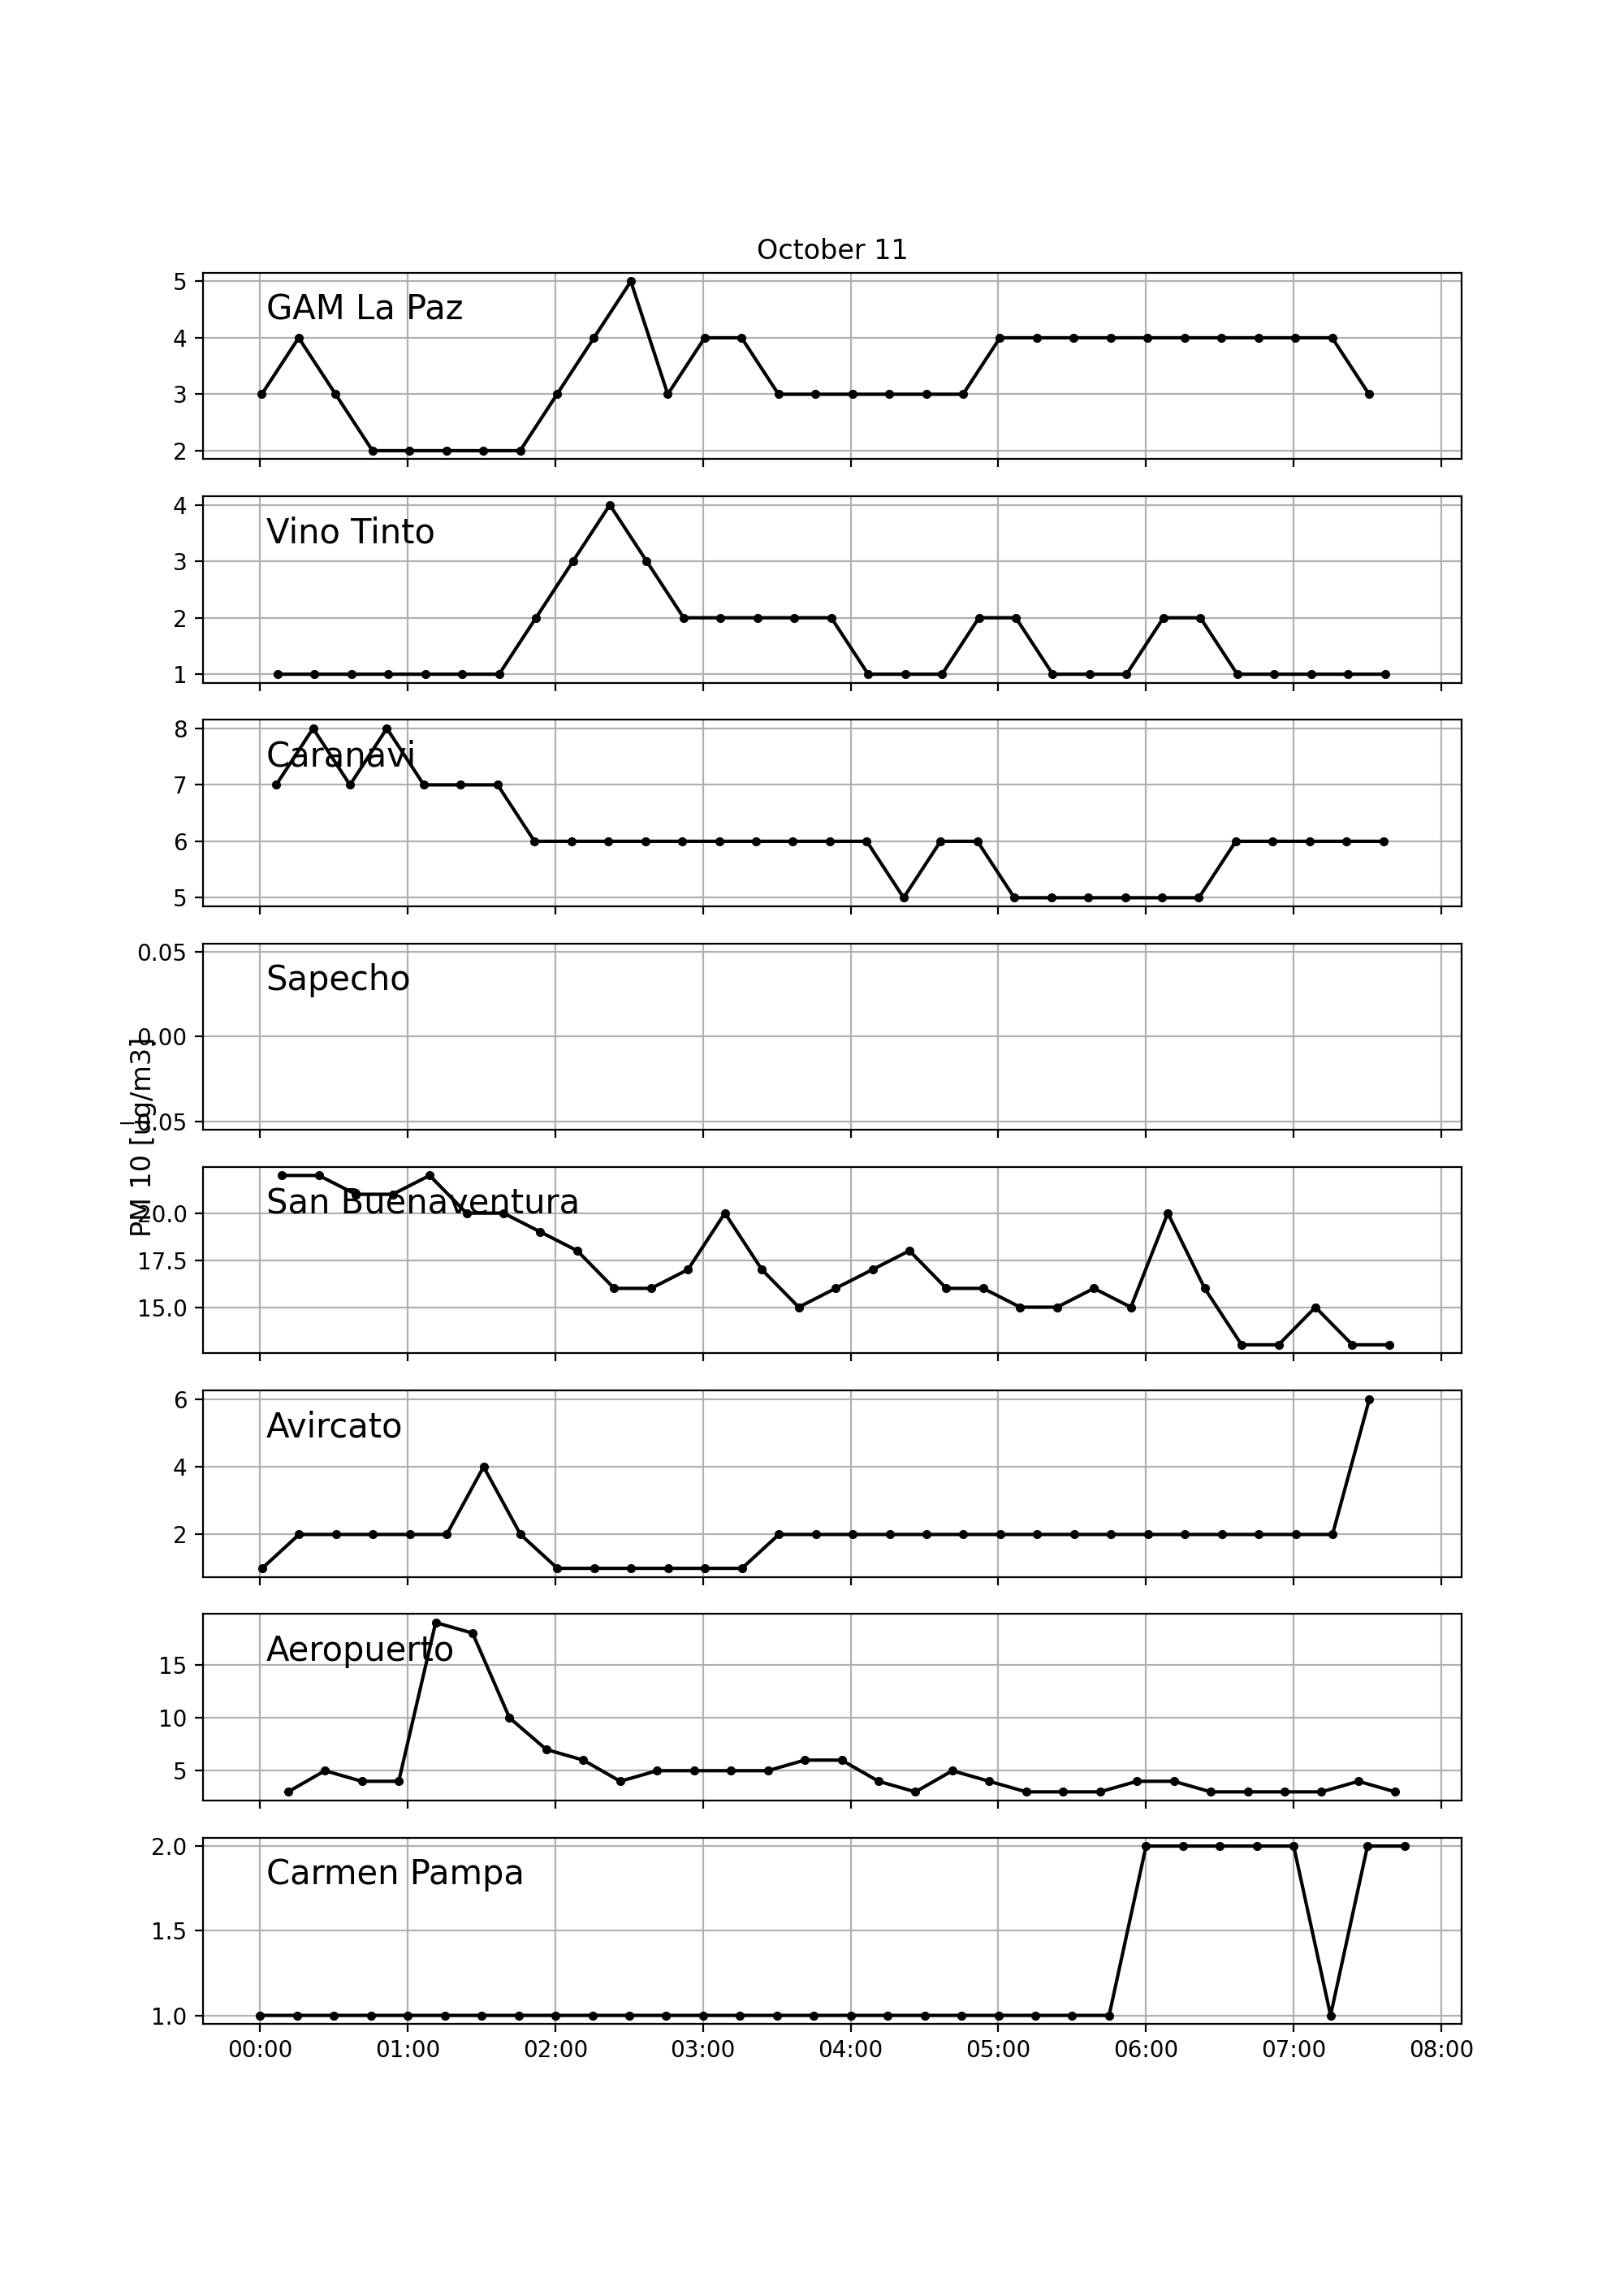 October 11
5
GAM La Paz
4
3
2
4
Vino Tinto
3
2
1
8
Caranavi
7
6
5
0.05
Sapecho
0.00
−0.05
PM 10 [ug/m3]
San Buenaventura
20.0
17.5
15.0
6
Avircato
4
2
Aeropuerto
15
10
5
2.0
Carmen Pampa
1.5
1.0
00:00 01:00 02:00 03:00 04:00 05:00 06:00 07:00 08:00